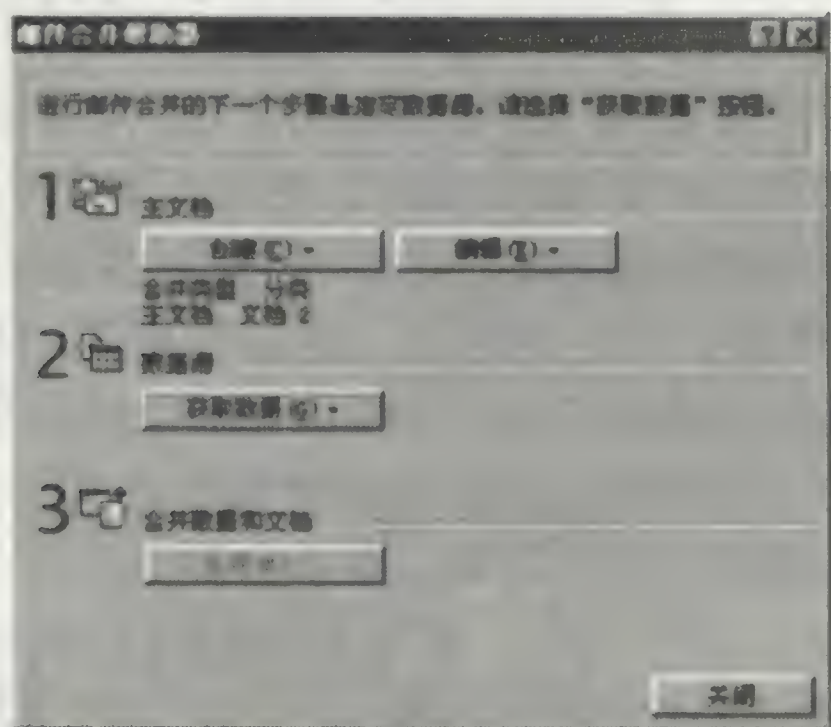 邮件合并帮助器
进行邮件合并的下一个步骤是指定数据源。请选择“获取数据”按钮。
1 主文档
创建(C) 编辑(E)
合并类型 分类
主文档 文档 2
2 数据源
获取数据(G)
3 合并数据和文档
关闭